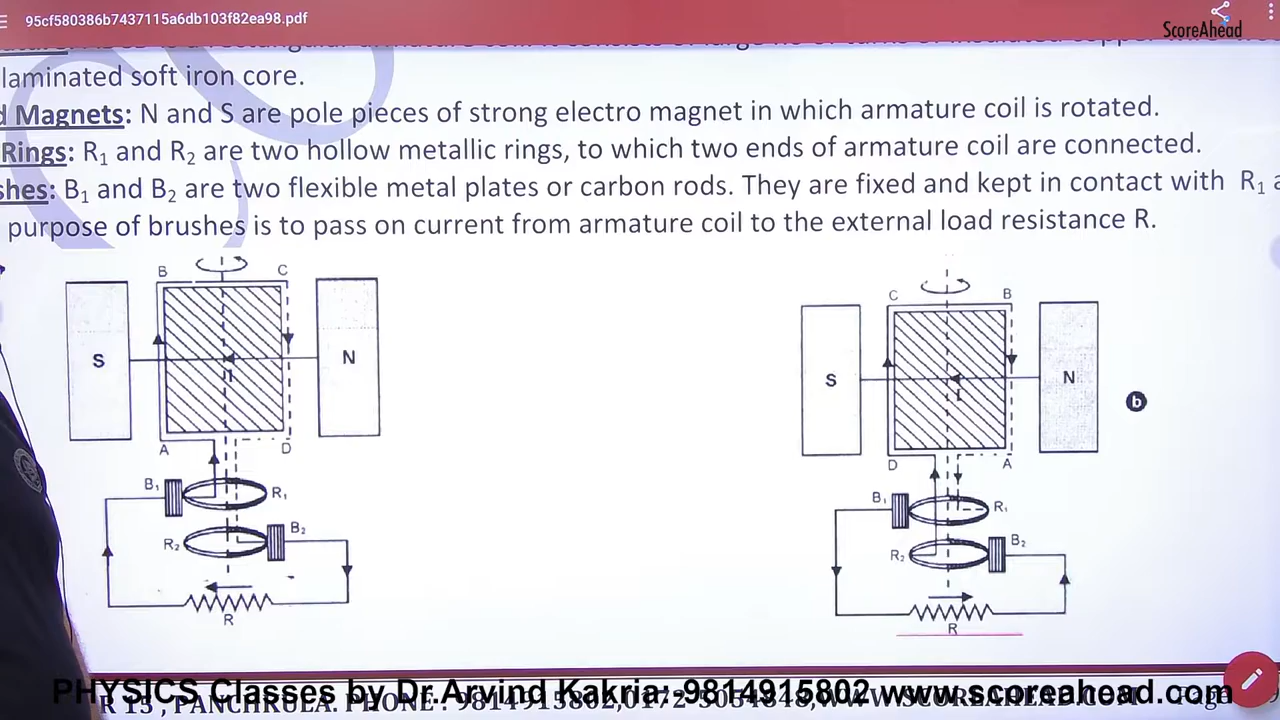 95cf580386b7437115a6db103f82ea98.pdf
ScoreAhead
laminated soft iron core.
Magnets: N and S are pole pieces of strong electro magnet in which armature coil is rotated.
Rings: R₁ and R₂ are two hollow metallic rings, to which two ends of armature coil are connected.
shes: B₁ and B₂ are two flexible metal plates or carbon rods. They are fixed and kept in contact with R₁
purpose of brushes is to pass on current from armature coil to the external load resistance R.
B C
S N
A D
B₁ R₁
R₂ B₂
R
C B
S N
b
D A
B₁ R₁
R₂ B₂
R
PHYSICS Classes by Dr.Arvind Kakria-9814915802 www.scoreahead.com